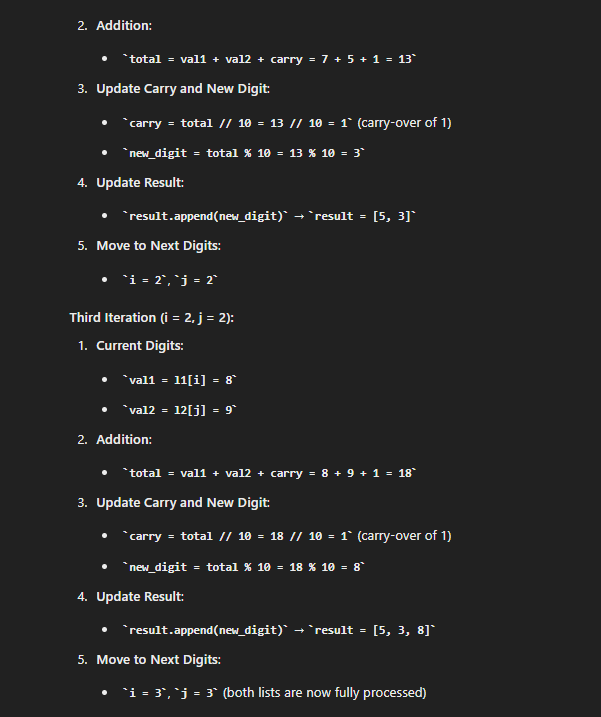 2. Addition:
• `total = val1 + val2 + carry = 7 + 5 + 1 = 13`
3. Update Carry and New Digit:
• `carry = total // 10 = 13 // 10 = 1` (carry-over of 1)
• `new_digit = total % 10 = 13 % 10 = 3`
4. Update Result:
• `result.append(new_digit)` → `result = [5, 3]`
5. Move to Next Digits:
• `i = 2`, `j = 2`
Third Iteration (i = 2, j = 2):
1. Current Digits:
• `val1 = l1[i] = 8`
• `val2 = l2[j] = 9`
2. Addition:
• `total = val1 + val2 + carry = 8 + 9 + 1 = 18`
3. Update Carry and New Digit:
• `carry = total // 10 = 18 // 10 = 1` (carry-over of 1)
• `new_digit = total % 10 = 18 % 10 = 8`
4. Update Result:
• `result.append(new_digit)` → `result = [5, 3, 8]`
5. Move to Next Digits:
• `i = 3`, `j = 3` (both lists are now fully processed)